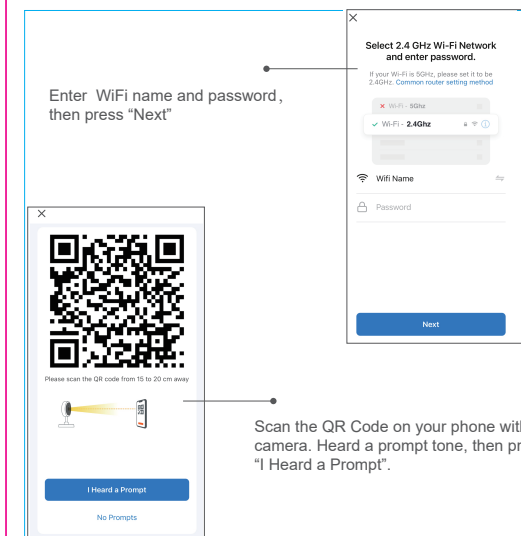 Select 2.4 GHz Wi-Fi Network
and enter password.
If your Wi-Fi is 5GHz, please set it to be
2.4GHz. Common router setting method
Wi-Fi - 5Ghz
Wi-Fi - 2.4Ghz
Wifi Name
Password
Next
Enter WiFi name and password,
then press “Next”
Please scan the QR code from 15 to 20 cm away
I Heard a Prompt
No Prompts
Scan the QR Code on your phone with
camera. Heard a prompt tone, then pr
“I Heard a Prompt”.